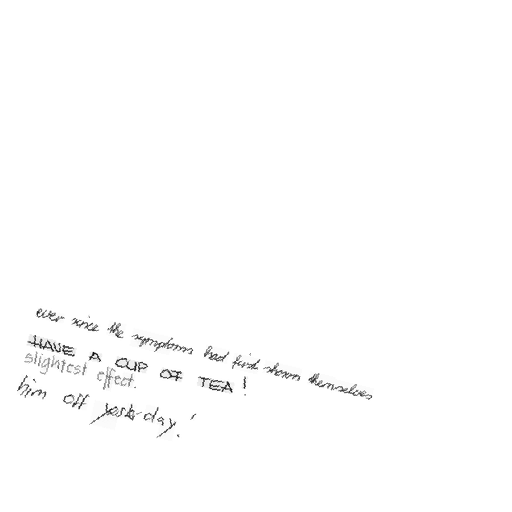 ever since the symptoms had first shown themselves
HAVE A CUP OF TEA!
slightest effect.
him off yesterday.'